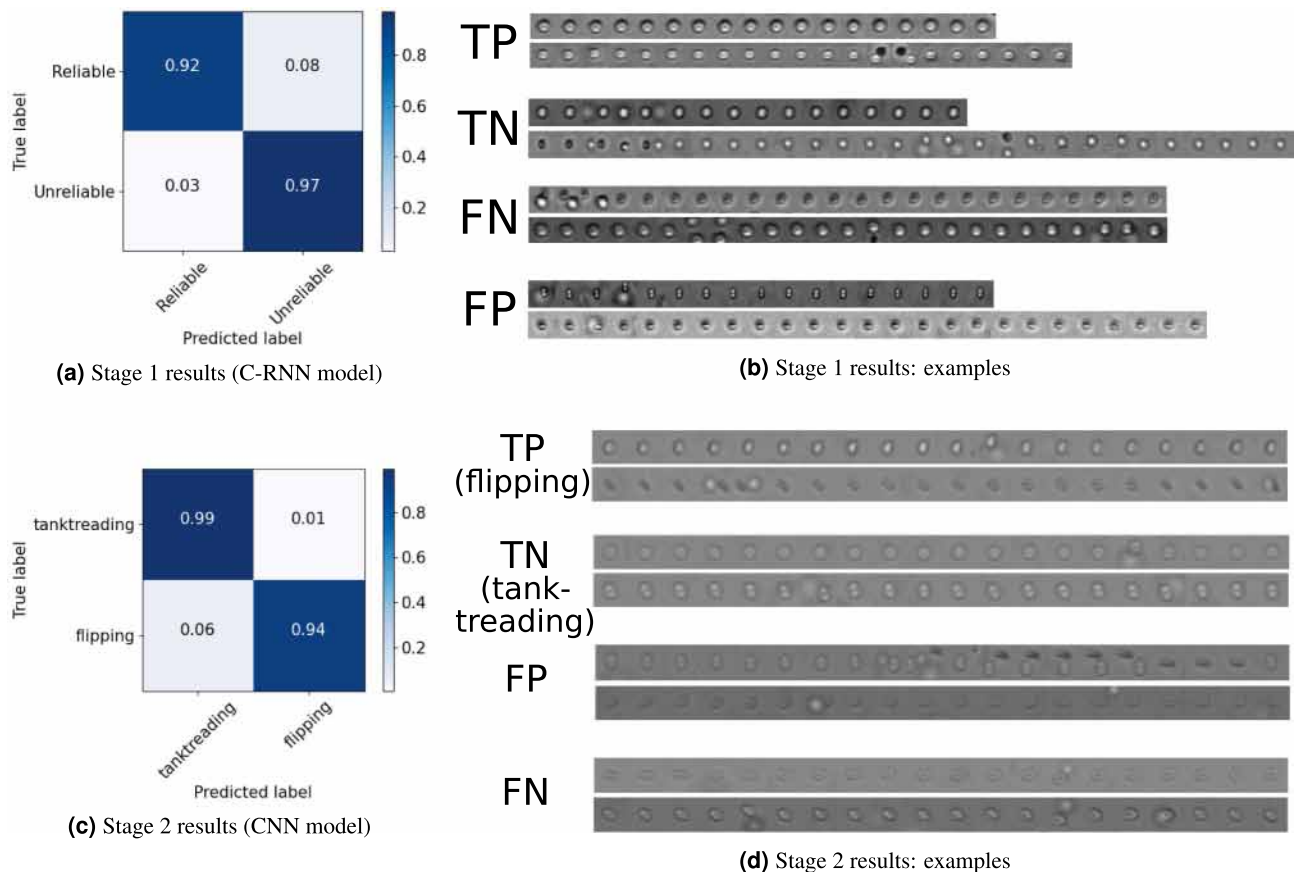 Reliable
Unreliable
True label
0.92
0.08
0.03
0.97
0.8
0.6
0.4
0.2
Reliable
Unreliable
Predicted label
(a) Stage 1 results (C-RNN model)
TP
TN
FN
FP
(b) Stage 1 results: examples
tanktreading
flipping
True label
0.99
0.01
0.06
0.94
0.8
0.6
0.4
0.2
tanktreading
flipping
Predicted label
(c) Stage 2 results (CNN model)
TP
(flipping)
TN
(tank-
treading)
FP
FN
(d) Stage 2 results: examples